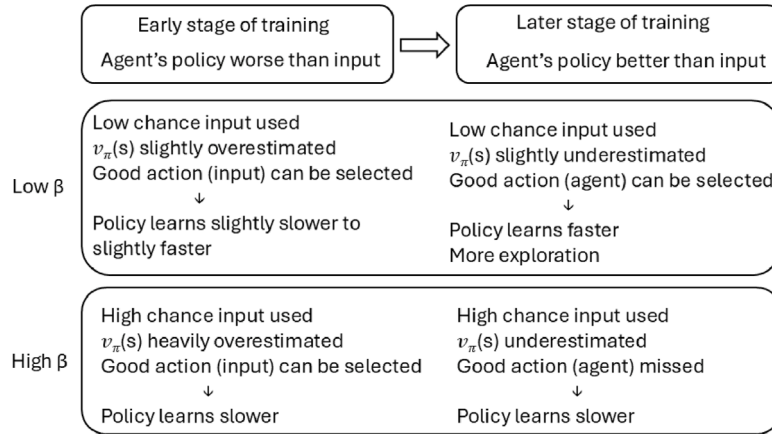 Early stage of training
Agent's policy worse than input
Later stage of training
Agent's policy better than input
Low β
Low chance input used
v_π(s) slightly overestimated
Good action (input) can be selected
↓
Policy learns slightly slower to
slightly faster
Low chance input used
v_π(s) slightly underestimated
Good action (agent) can be selected
↓
Policy learns faster
More exploration
High β
High chance input used
v_π(s) heavily overestimated
Good action (input) can be selected
↓
Policy learns slower
High chance input used
v_π(s) underestimated
Good action (agent) missed
↓
Policy learns slower